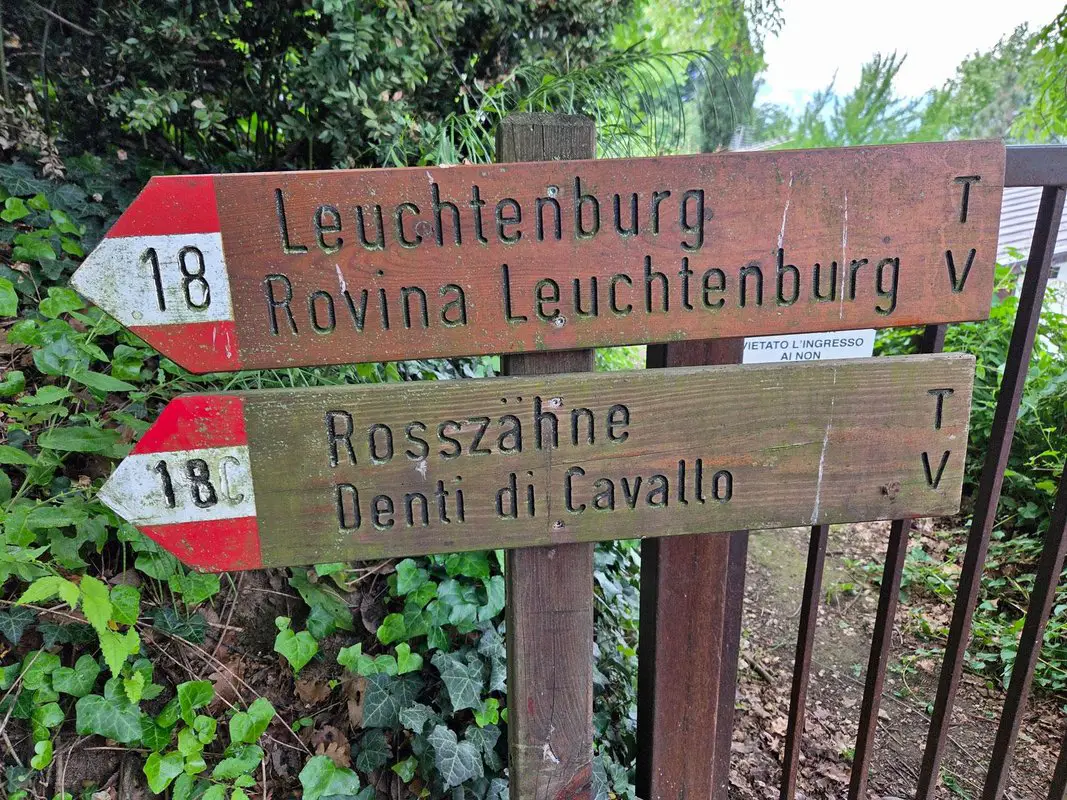 18 Leuchtenburg T
Rovina Leuchtenburg V
VIETATO L'INGRESSO
AI NON
18C Rosszähne T
Denti di Cavallo V